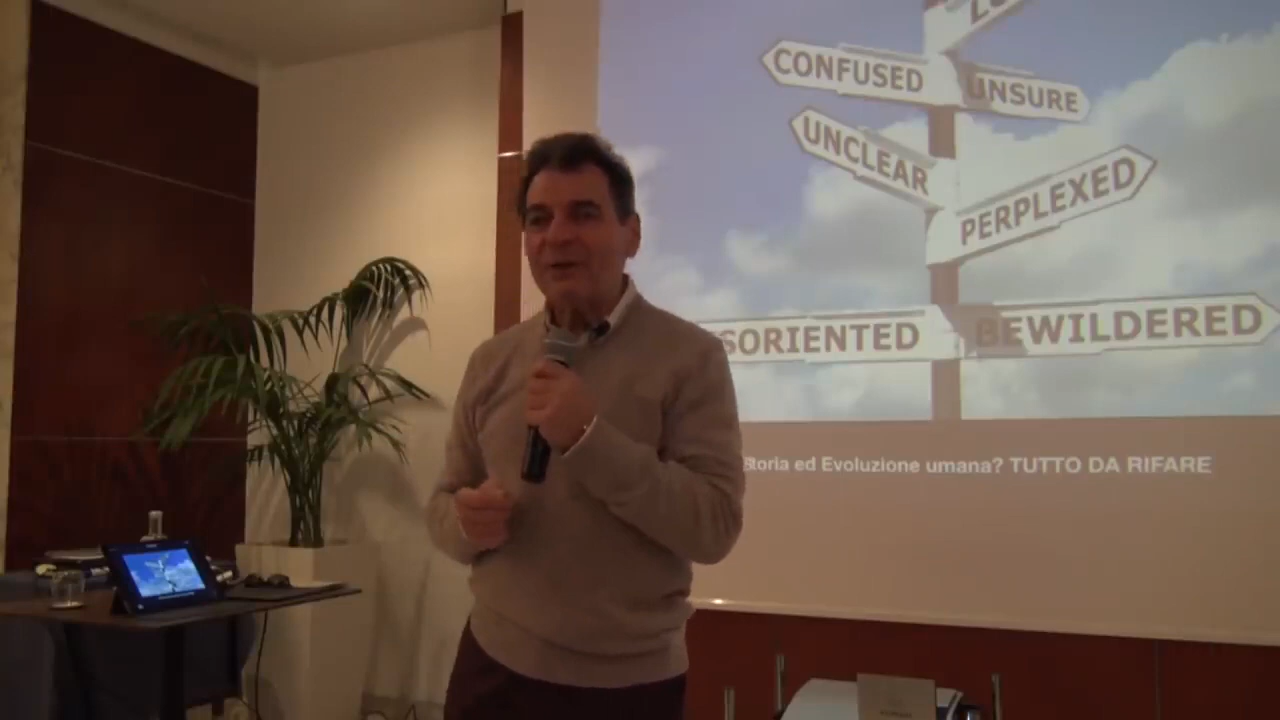 CONFUSED
UNSURE
UNCLEAR
PERPLEXED
SORIENTED
BEWILDERED
Storia ed Evoluzione umana? TUTTO DA RIFARE